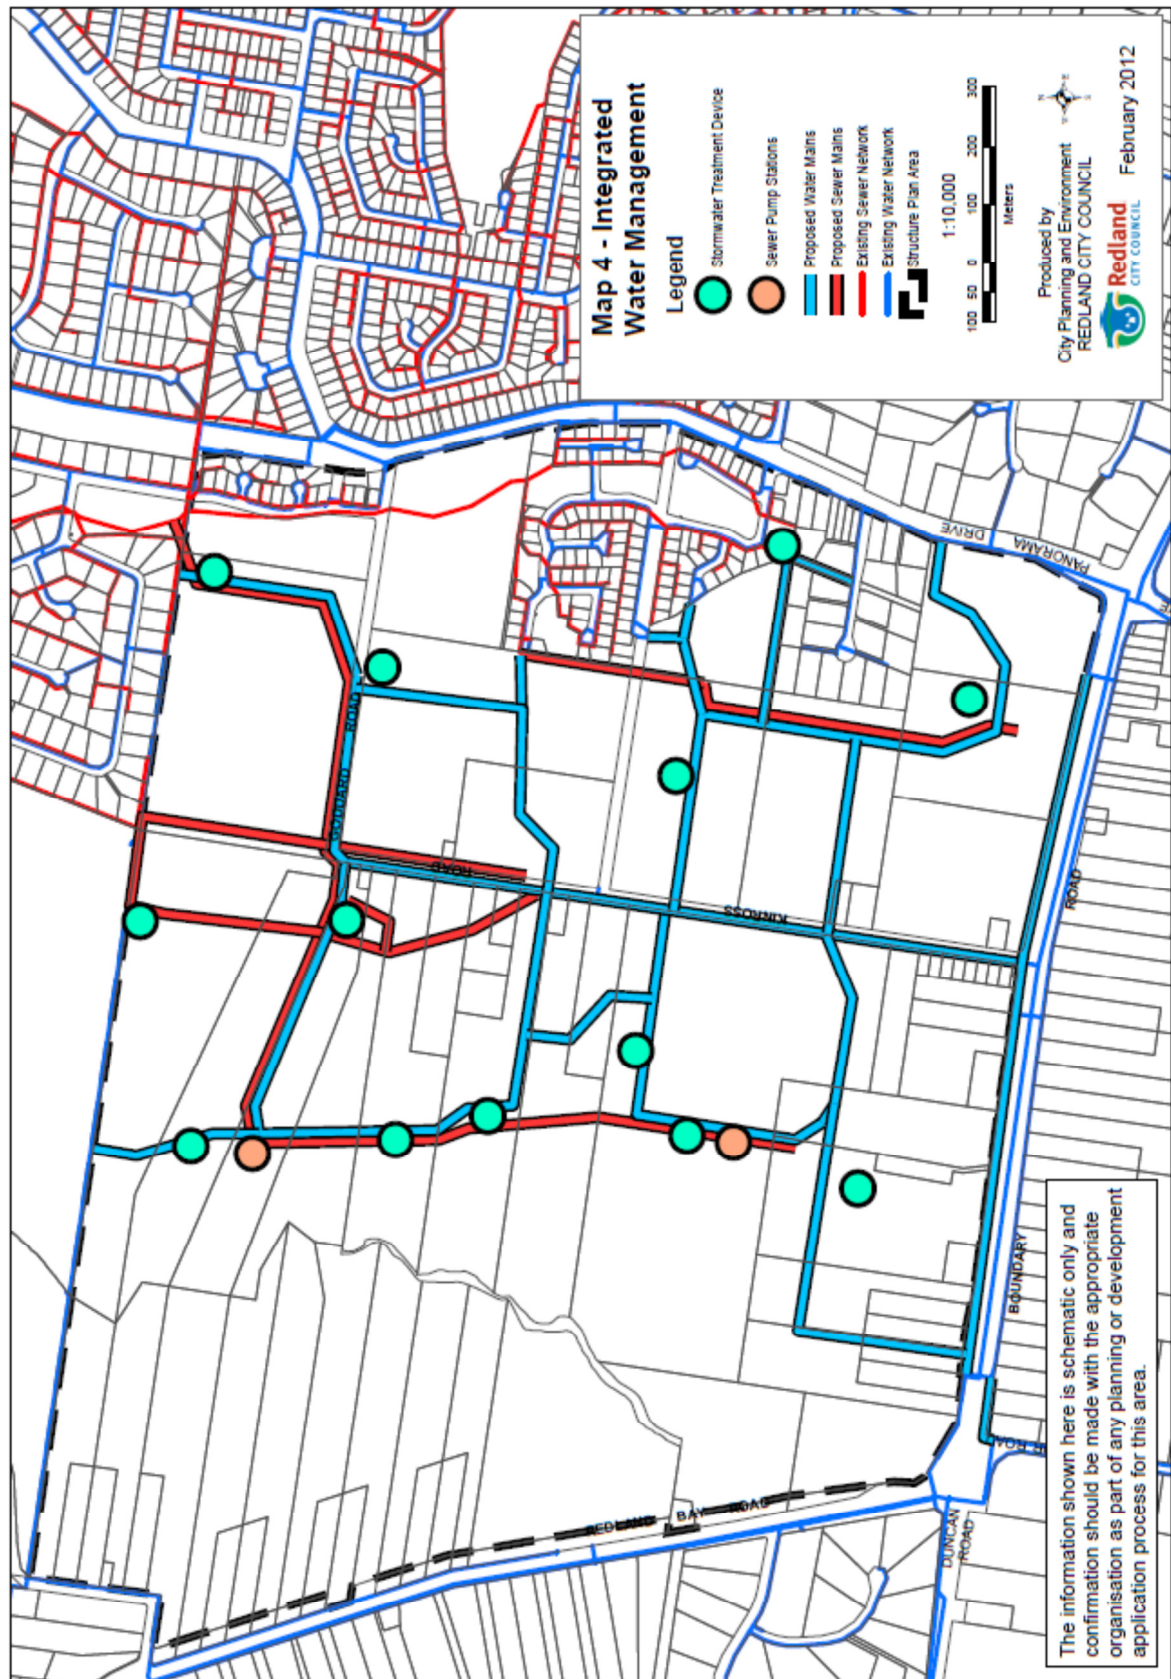 Map 4 - Integrated
Water Management
Legend
Stormwater Treatment Device
Sewer Pump Stations
Proposed Water Mains
Proposed Sewer Mains
Existing Sewer Network
Existing Water Network
Structure Plan Area
1:10,000
100 50 0 100 200 300
Meters
Produced by
City Planning and Environment
REDLAND CITY COUNCIL
N
E
S
Redland
CITY COUNCIL
February 2012
GODDARD ROAD
ROAD
KINROSS
PANORAMA
DRIVE
BOUNDARY
ROAD
REDLAND BAY ROAD
DUNCAN
ROAD
The information shown here is schematic only and
confirmation should be made with the appropriate
organisation as part of any planning or development
application process for this area.